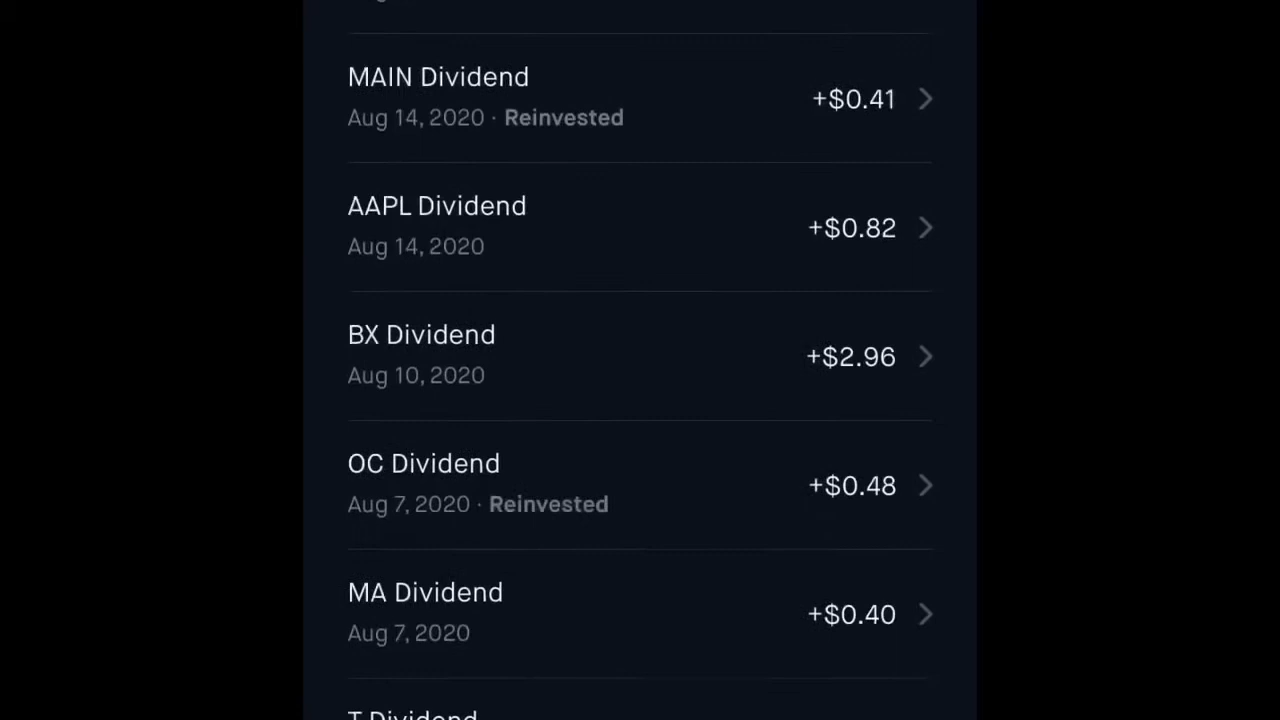 MAIN Dividend
+$0.41
Aug 14, 2020 · Reinvested
AAPL Dividend
+$0.82
Aug 14, 2020
BX Dividend
+$2.96
Aug 10, 2020
OC Dividend
+$0.48
Aug 7, 2020 · Reinvested
MA Dividend
+$0.40
Aug 7, 2020
T Dividend